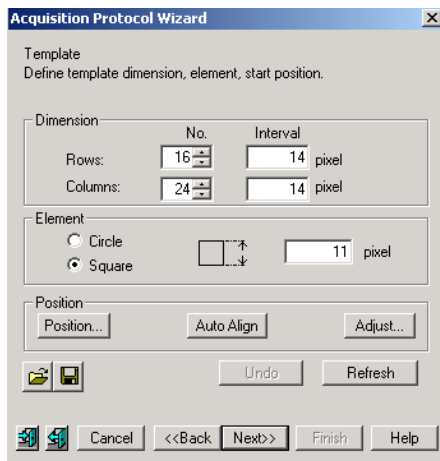 Acquisition Protocol Wizard
Template
Define template dimension, element, start position.
Dimension
No. Interval
Rows: 16 14 pixel
Columns: 24 14 pixel
Element
Circle
Square
11 pixel
Position
Position... Auto Align Adjust...
Undo Refresh
Cancel <<Back Next>> Finish Help